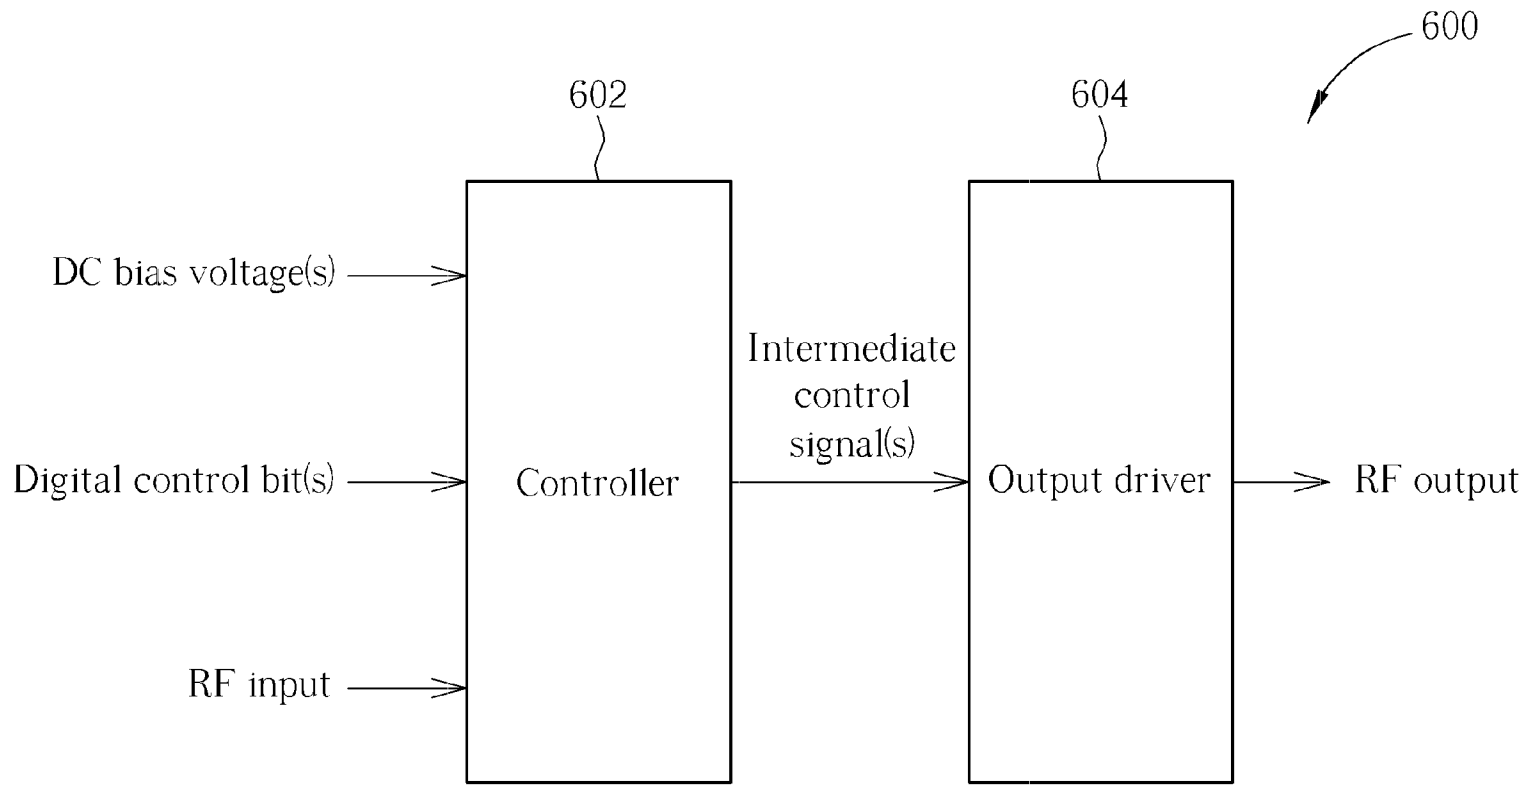 600
602
604
DC bias voltage(s)
Intermediate
control
signal(s)
Digital control bit(s)
Controller
Output driver
RF output
RF input